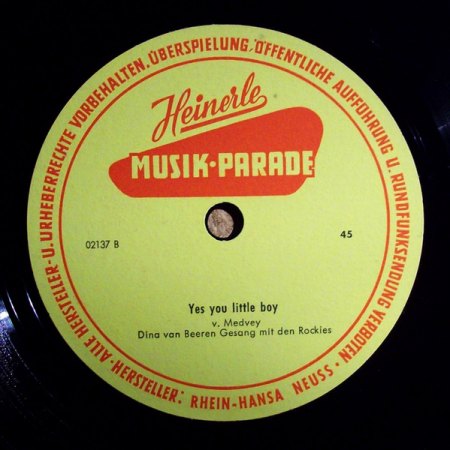 ALLE HERSTELLER- U. URHEBERRECHTE VORBEHALTEN. ÜBERSPIELUNG, ÖFFENTLICHE AUFFÜHRUNG U. RUNDFUNKSENDUNG VERBOTEN
Heinerle
MUSIK·PARADE
02137 B
45
Yes you little boy
v. Medvey
Dina van Beeren Gesang mit den Rockies
HERSTELLER: RHEIN-HANSA NEUSS